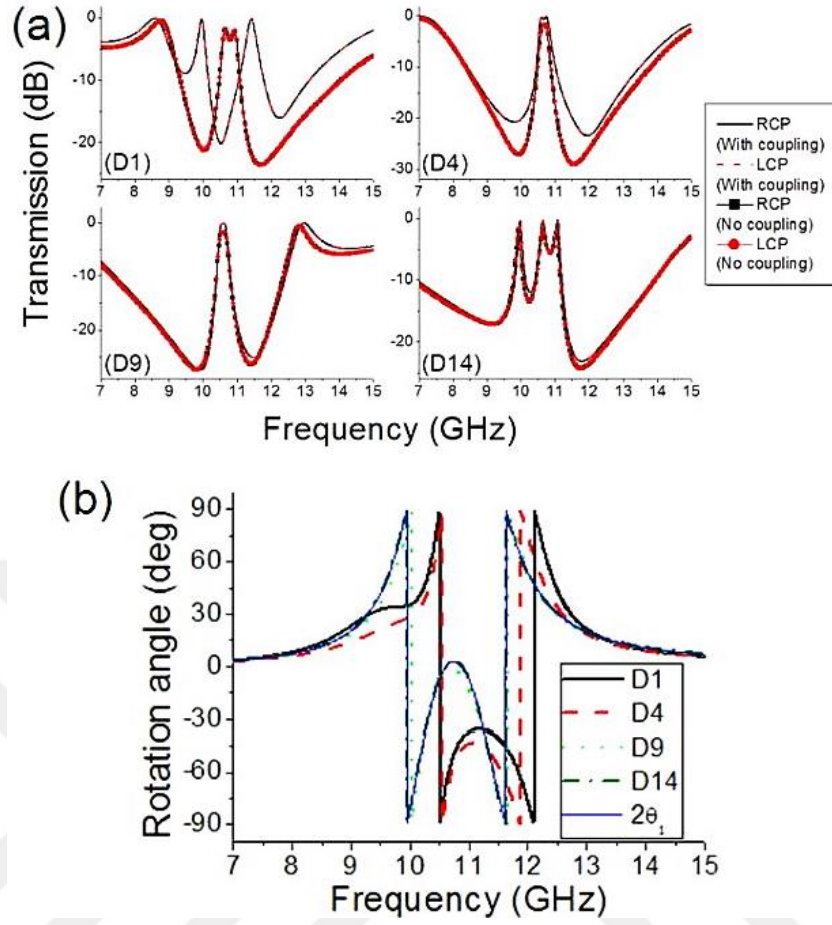 (a)
Transmission (dB)
0
-10
-20
(D1)
7 8 9 10 11 12 13 14 15
0
-10
-20
-30
(D4)
7 8 9 10 11 12 13 14 15
RCP
(With coupling)
LCP
(With coupling)
RCP
(No coupling)
LCP
(No coupling)
0
-10
-20
(D9)
7 8 9 10 11 12 13 14 15
0
-10
-20
(D14)
7 8 9 10 11 12 13 14 15
Frequency (GHz)
(b)
Rotation angle (deg)
90
60
30
0
-30
-60
-90
D1
D4
D9
D14
2θ₁
7 8 9 10 11 12 13 14 15
Frequency (GHz)